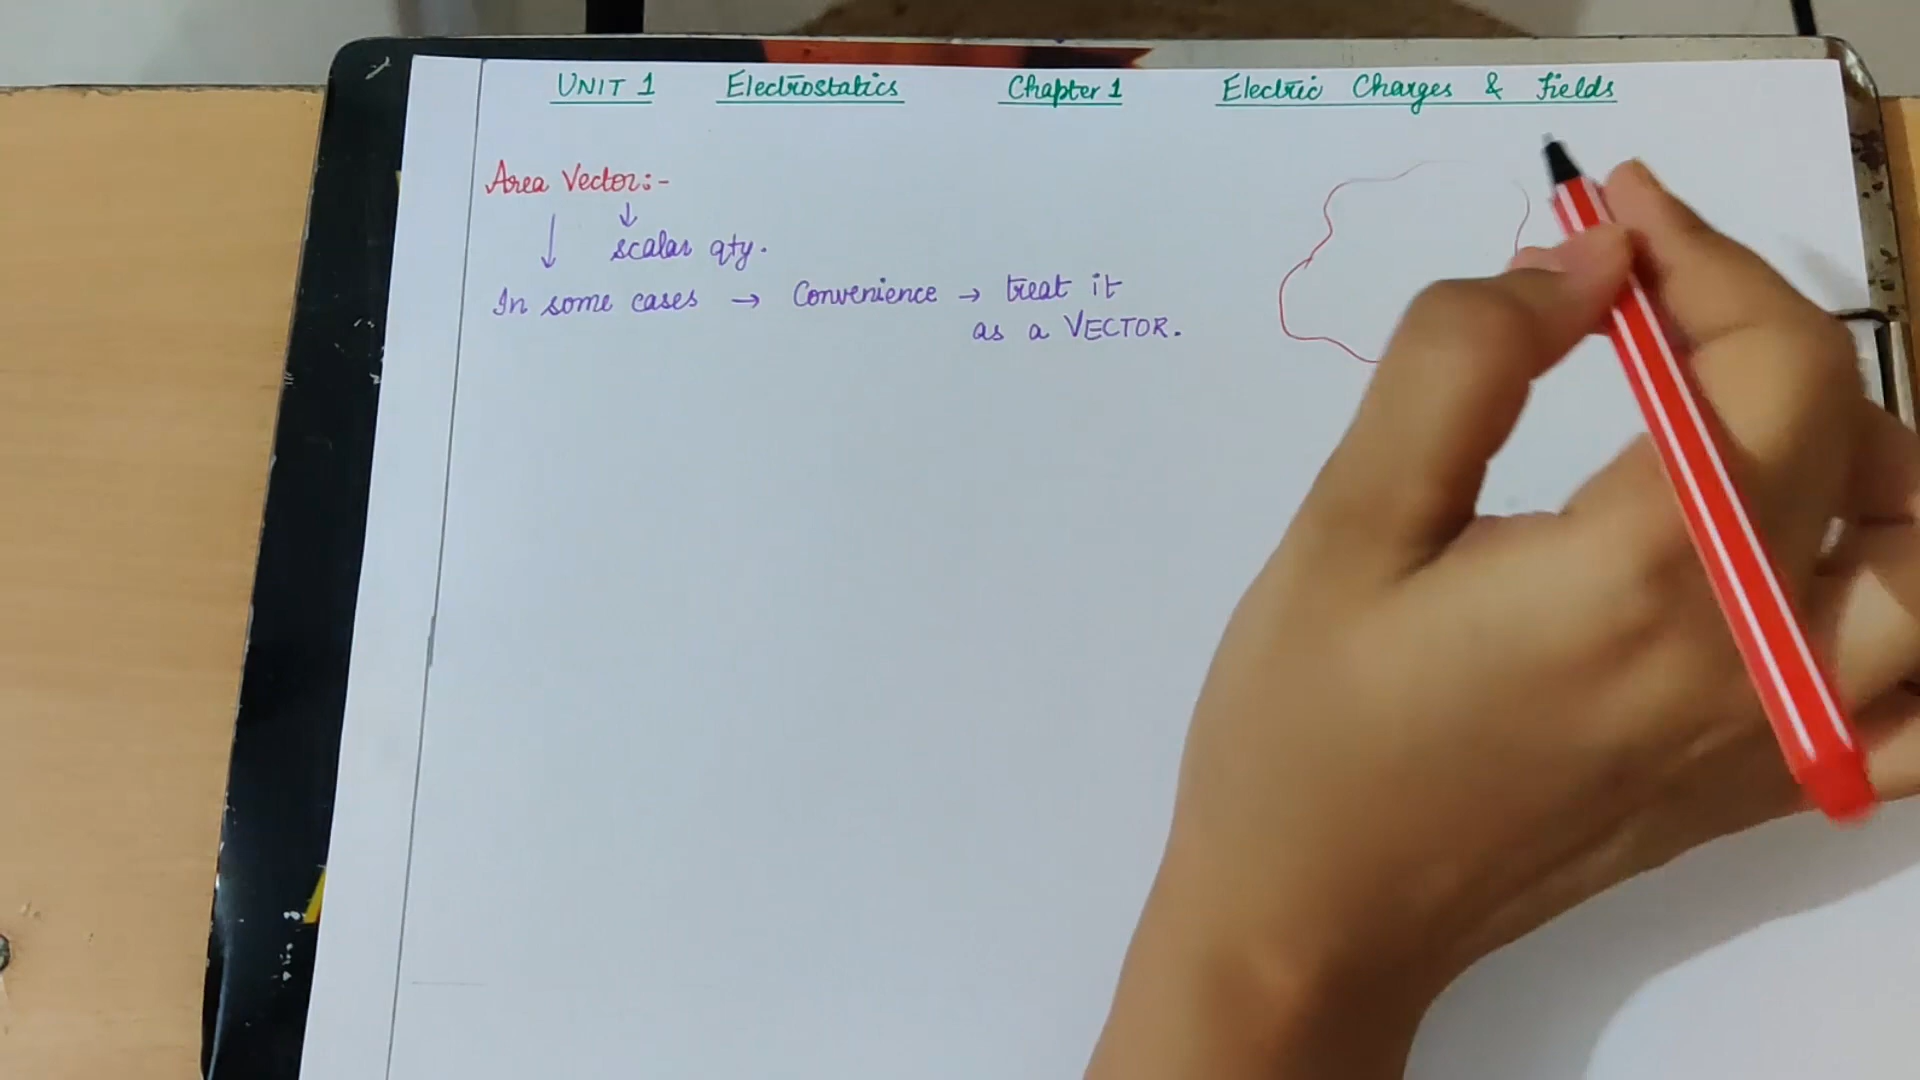 UNIT 1 Electrostatics Chapter 1 Electric Charges & Fields
Area Vector:-
↓ ↓
scalar qty.
In some cases → Convenience → treat it
as a VECTOR.